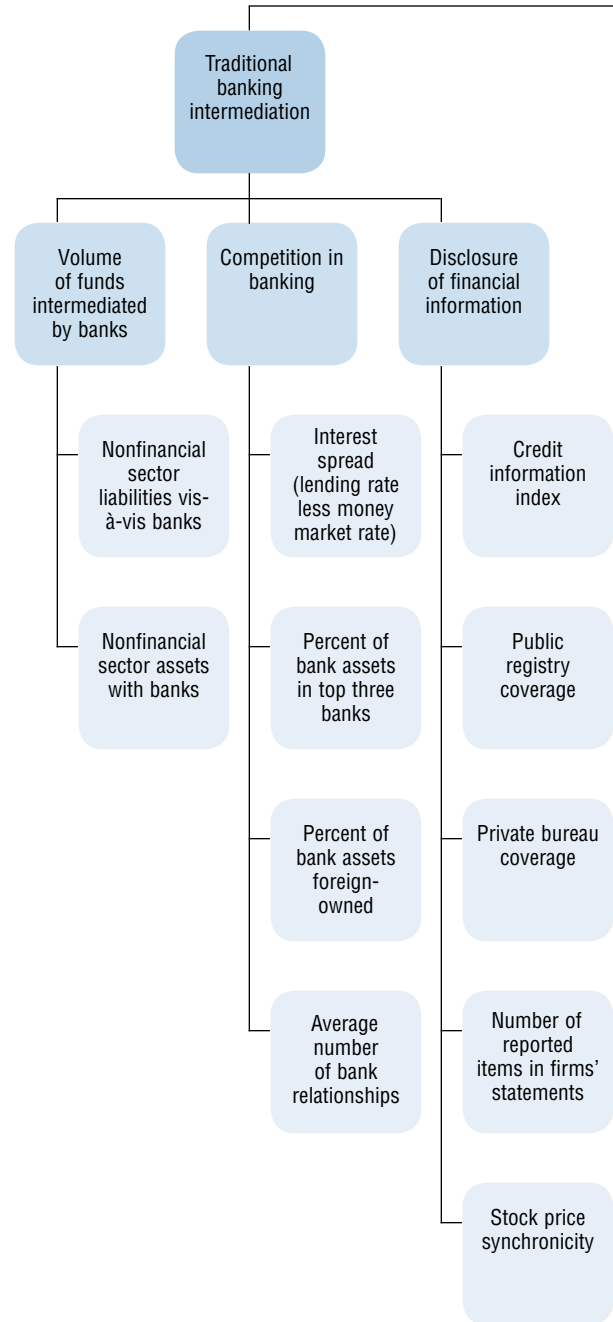 Traditional
banking
intermediation
Volume
of funds
intermediated
by banks
Competition in
banking
Disclosure
of financial
information
Nonfinancial
sector
liabilities vis-
à-vis banks
Nonfinancial
sector assets
with banks
Interest
spread
(lending rate
less money
market rate)
Percent of
bank assets
in top three
banks
Percent of
bank assets
foreign-
owned
Average
number
of bank
relationships
Credit
information
index
Public
registry
coverage
Private bureau
coverage
Number of
reported
items in firms’
statements
Stock price
synchronicity